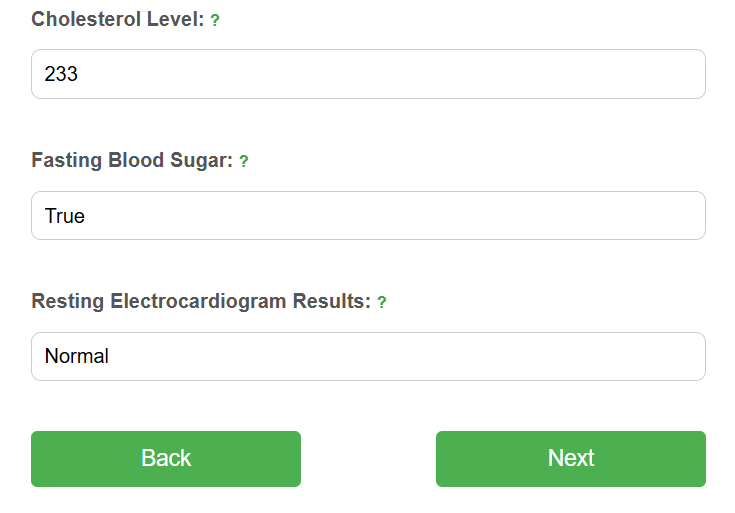 Cholesterol Level: ?
233
Fasting Blood Sugar: ?
True
Resting Electrocardiogram Results: ?
Normal
Back Next